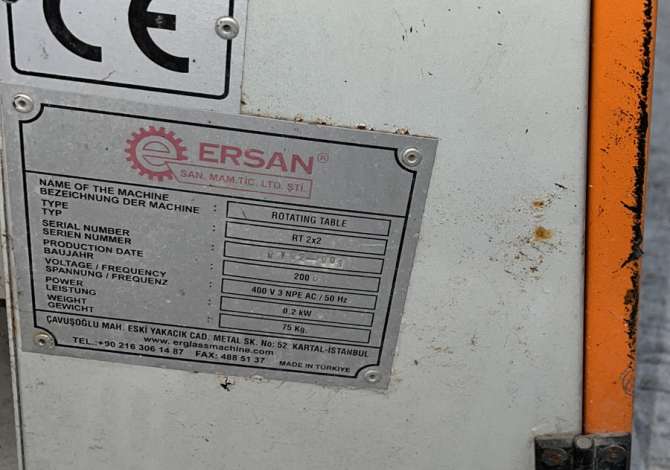 CE
ERSAN®
SAN. MAM.TİC. LTD. ŞTİ.
NAME OF THE MACHINE
BEZEICHNUNG DER MACHINE : ROTATING TABLE
TYPE
TYP : RT 2x2
SERIAL NUMBER
SERIEN NUMMER :
PRODUCTION DATE
BAUJAHR : 200
VOLTAGE / FREQUENCY
SPANNUNG / FREQUENZ : 400 V 3 NPE AC / 50 Hz
POWER
LEISTUNG : 0.2 kW
WEIGHT
GEWICHT : 75 Kg.
ÇAVUŞOĞLU MAH. ESKİ YAKACIK CAD. METAL SK. No: 52 KARTAL-İSTANBUL
www.erglassmachine.com
TEL.:+90 216 306 14 87 FAX: 488 51 37 MADE IN TÜRKİYE